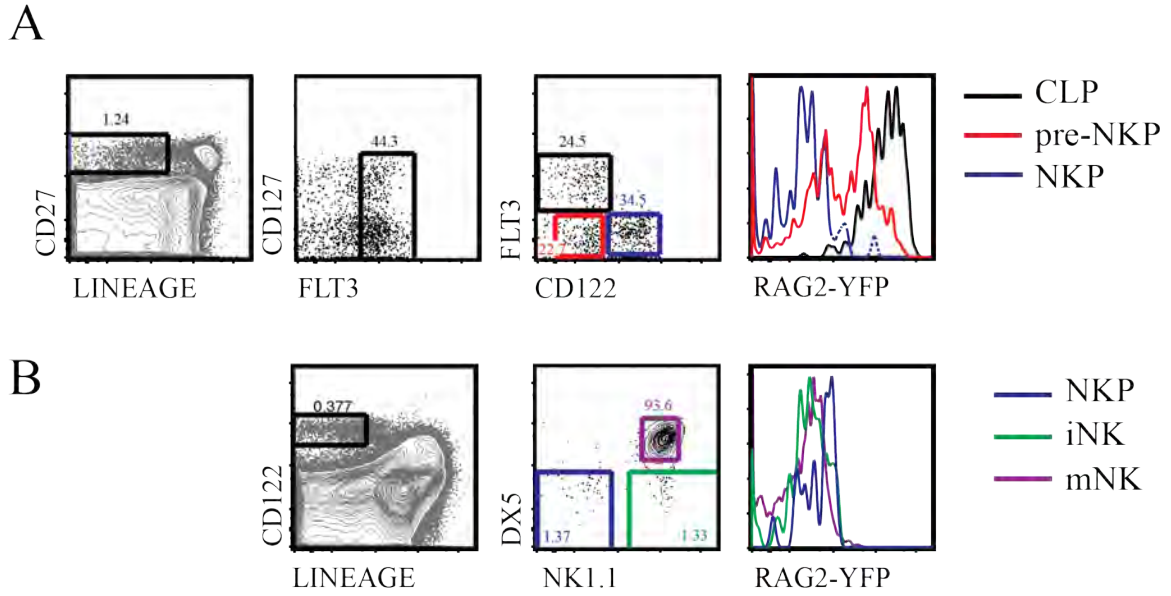 A
1.24
CD27
LINEAGE
44.3
CD127
FLT3
24.5
34.5
22.7
FLT3
CD122
RAG2-YFP
CLP
pre-NKP
NKP
B
0.377
CD122
LINEAGE
93.6
1.37
1.33
DX5
NK1.1
RAG2-YFP
NKP
iNK
mNK